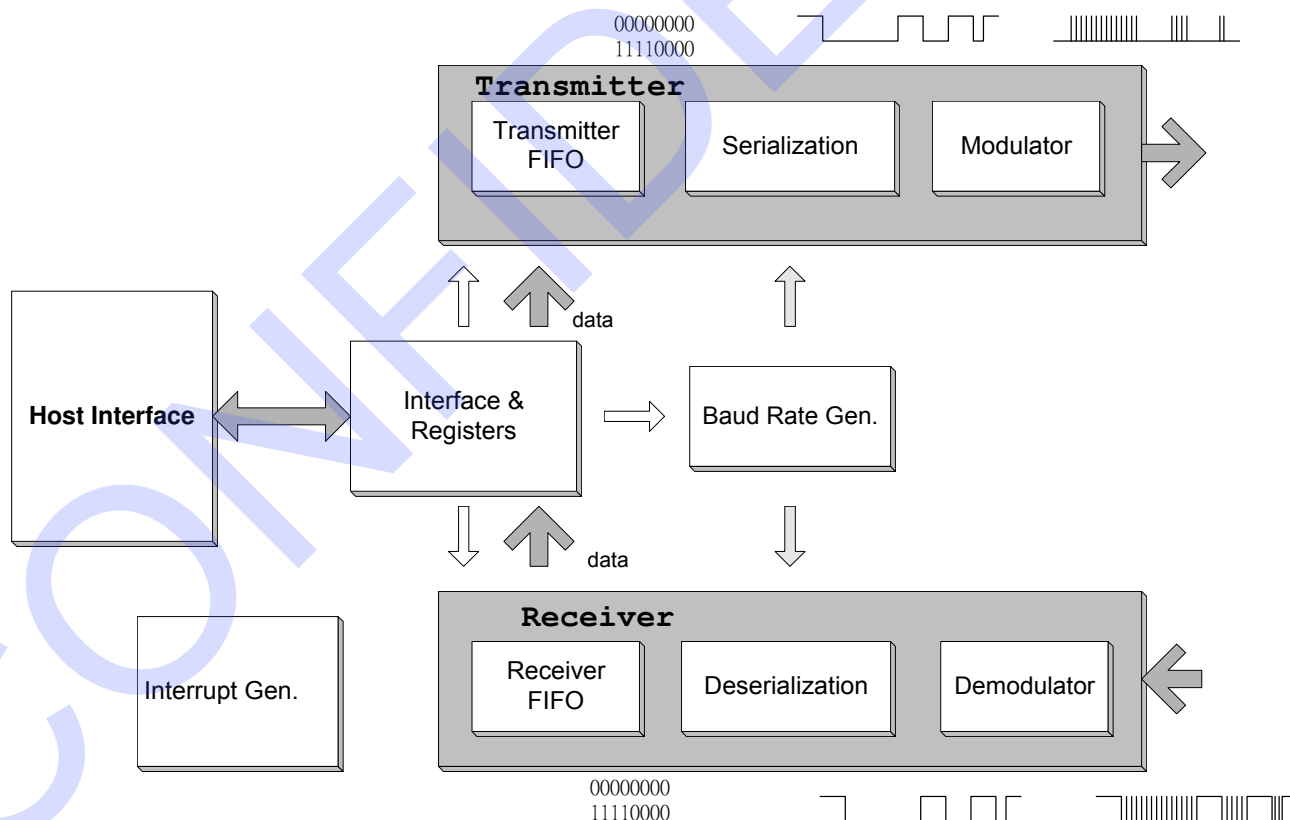 00000000
11110000
Transmitter
Transmitter
FIFO
Serialization
Modulator
data
Host Interface
Interface &
Registers
Baud Rate Gen.
data
Receiver
Interrupt Gen.
Receiver
FIFO
Deserialization
Demodulator
00000000
11110000
CONFIDE